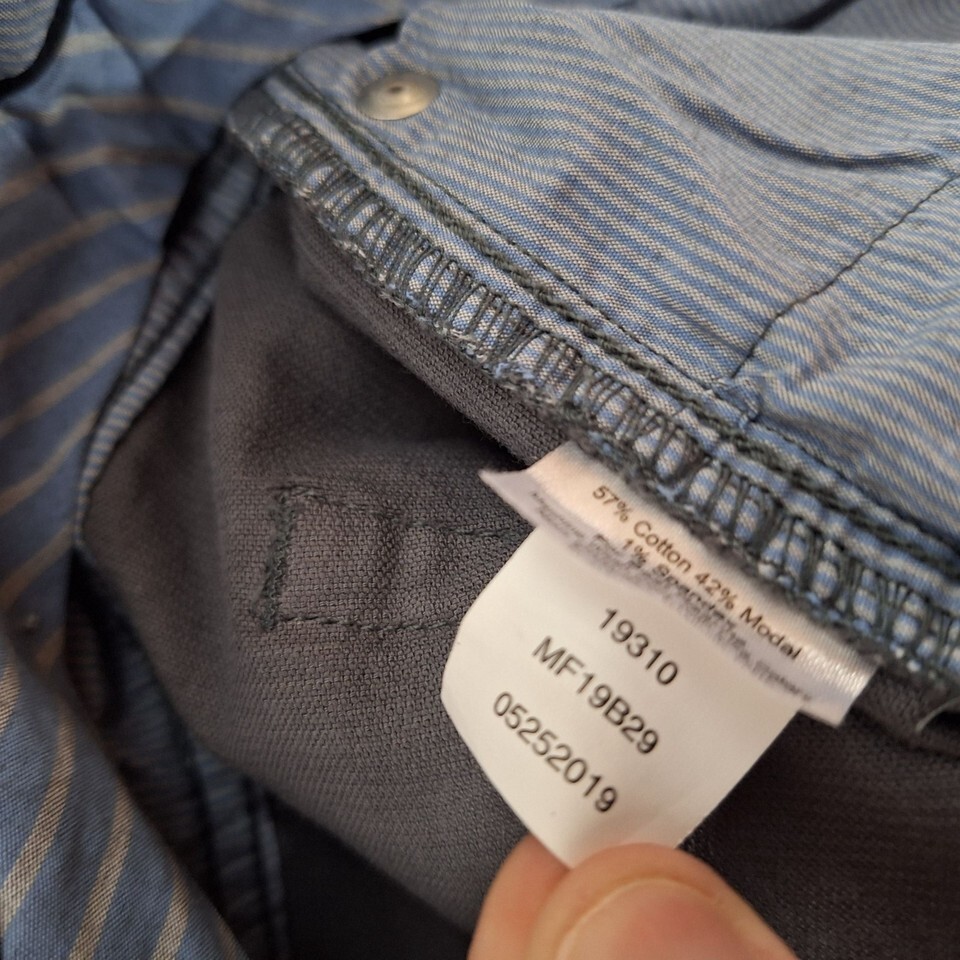 57% Cotton 42% Modal
1% Spandex
19310
MF19B29
05252019